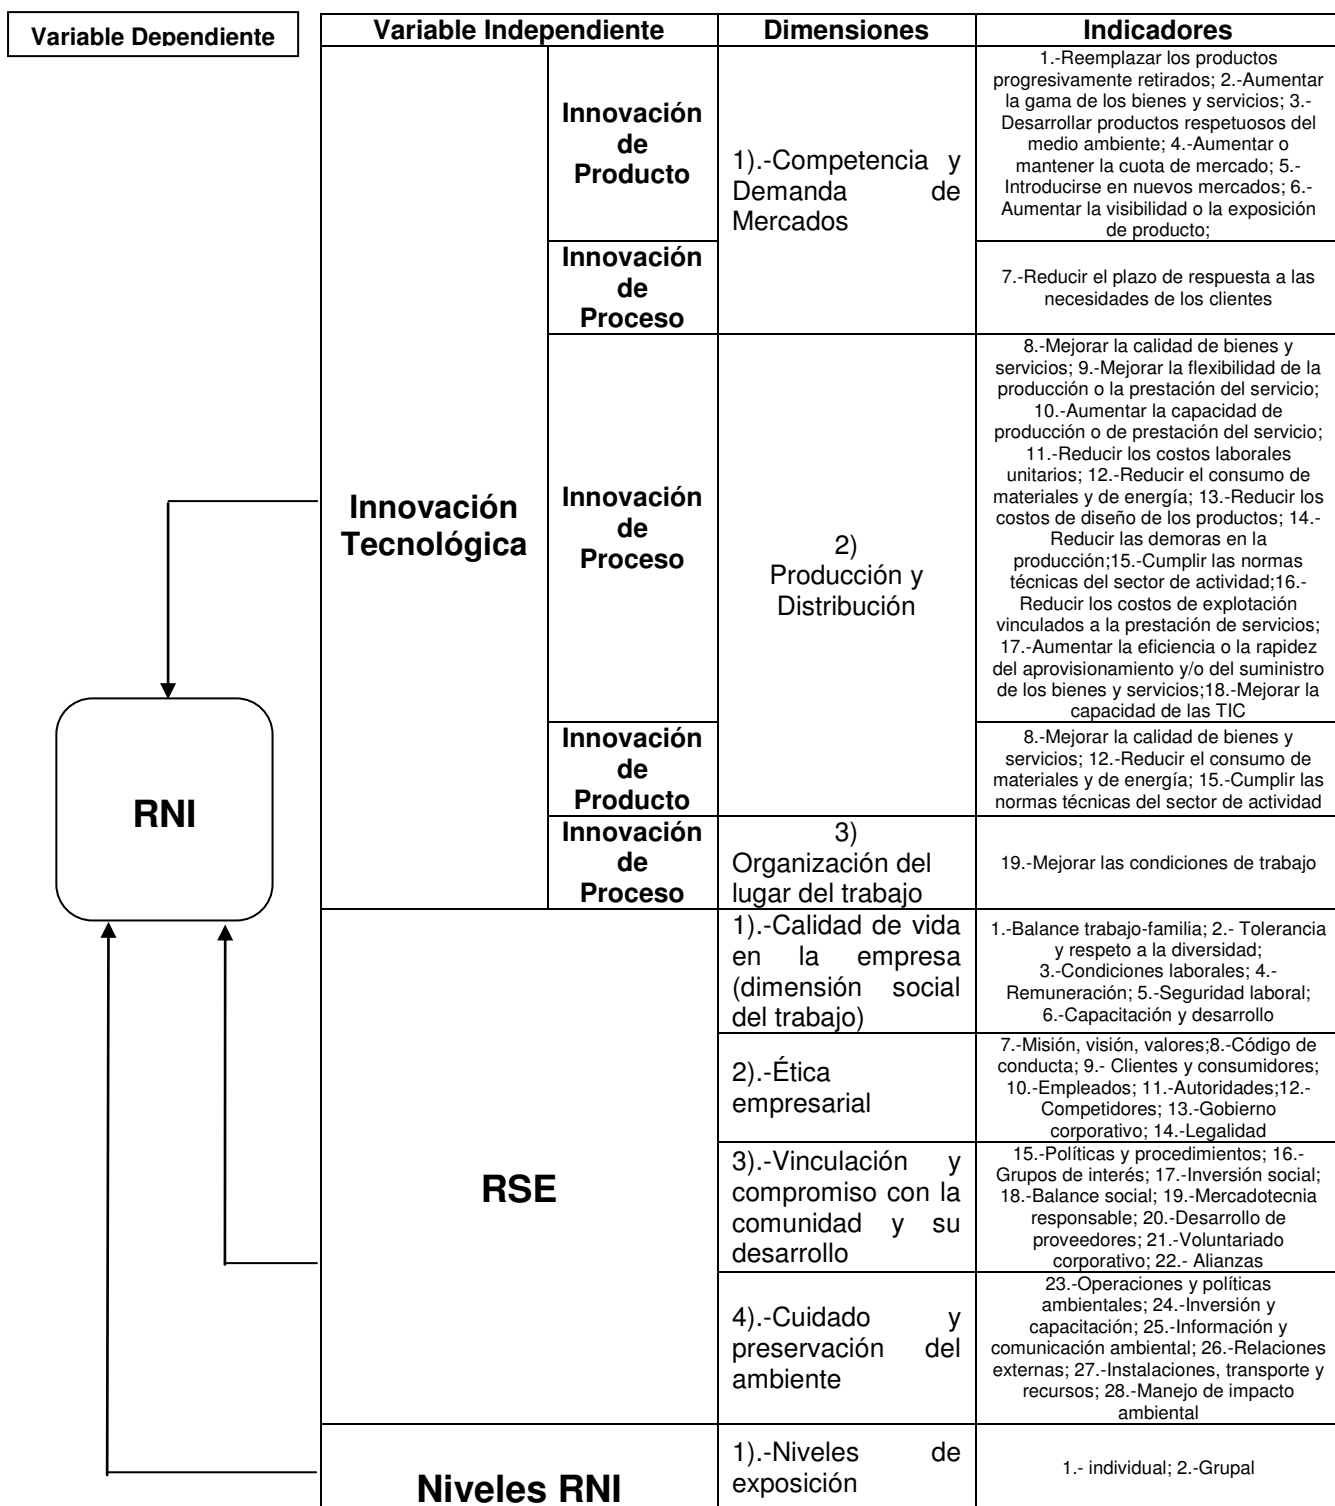 Variable Dependiente
Variable Independiente
Dimensiones
Indicadores
Innovación
Tecnológica
Innovación
de
Producto
1).-Competencia y
Demanda de
Mercados
1.-Reemplazar los productos
progresivamente retirados; 2.-Aumentar
la gama de los bienes y servicios; 3.-
Desarrollar productos respetuosos del
medio ambiente; 4.-Aumentar o
mantener la cuota de mercado; 5.-
Introducirse en nuevos mercados; 6.-
Aumentar la visibilidad o la exposición
de producto;
Innovación
de
Proceso
7.-Reducir el plazo de respuesta a las
necesidades de los clientes
Innovación
de
Proceso
2)
Producción y
Distribución
8.-Mejorar la calidad de bienes y
servicios; 9.-Mejorar la flexibilidad de la
producción o la prestación del servicio;
10.-Aumentar la capacidad de
producción o de prestación del servicio;
11.-Reducir los costos laborales
unitarios; 12.-Reducir el consumo de
materiales y de energía; 13.-Reducir los
costos de diseño de los productos; 14.-
Reducir las demoras en la
producción;15.-Cumplir las normas
técnicas del sector de actividad;16.-
Reducir los costos de explotación
vinculados a la prestación de servicios;
17.-Aumentar la eficiencia o la rapidez
del aprovisionamiento y/o del suministro
de los bienes y servicios;18.-Mejorar la
capacidad de las TIC
Innovación
de
Producto
8.-Mejorar la calidad de bienes y
servicios; 12.-Reducir el consumo de
materiales y de energía; 15.-Cumplir las
normas técnicas del sector de actividad
Innovación
de
Proceso
3)
Organización del
lugar del trabajo
19.-Mejorar las condiciones de trabajo
RNI
RSE
1).-Calidad de vida
en la empresa
(dimensión social
del trabajo)
1.-Balance trabajo-familia; 2.- Tolerancia
y respeto a la diversidad;
3.-Condiciones laborales; 4.-
Remuneración; 5.-Seguridad laboral;
6.-Capacitación y desarrollo
2).-Ética
empresarial
7.-Misión, visión, valores;8.-Código de
conducta; 9.- Clientes y consumidores;
10.-Empleados; 11.-Autoridades;12.-
Competidores; 13.-Gobierno
corporativo; 14.-Legalidad
3).-Vinculación y
compromiso con la
comunidad y su
desarrollo
15.-Políticas y procedimientos; 16.-
Grupos de interés; 17.-Inversión social;
18.-Balance social; 19.-Mercadotecnia
responsable; 20.-Desarrollo de
proveedores; 21.-Voluntariado
corporativo; 22.- Alianzas
4).-Cuidado y
preservación del
ambiente
23.-Operaciones y políticas
ambientales; 24.-Inversión y
capacitación; 25.-Información y
comunicación ambiental; 26.-Relaciones
externas; 27.-Instalaciones, transporte y
recursos; 28.-Manejo de impacto
ambiental
Niveles RNI
1).-Niveles de
exposición
1.- individual; 2.-Grupal